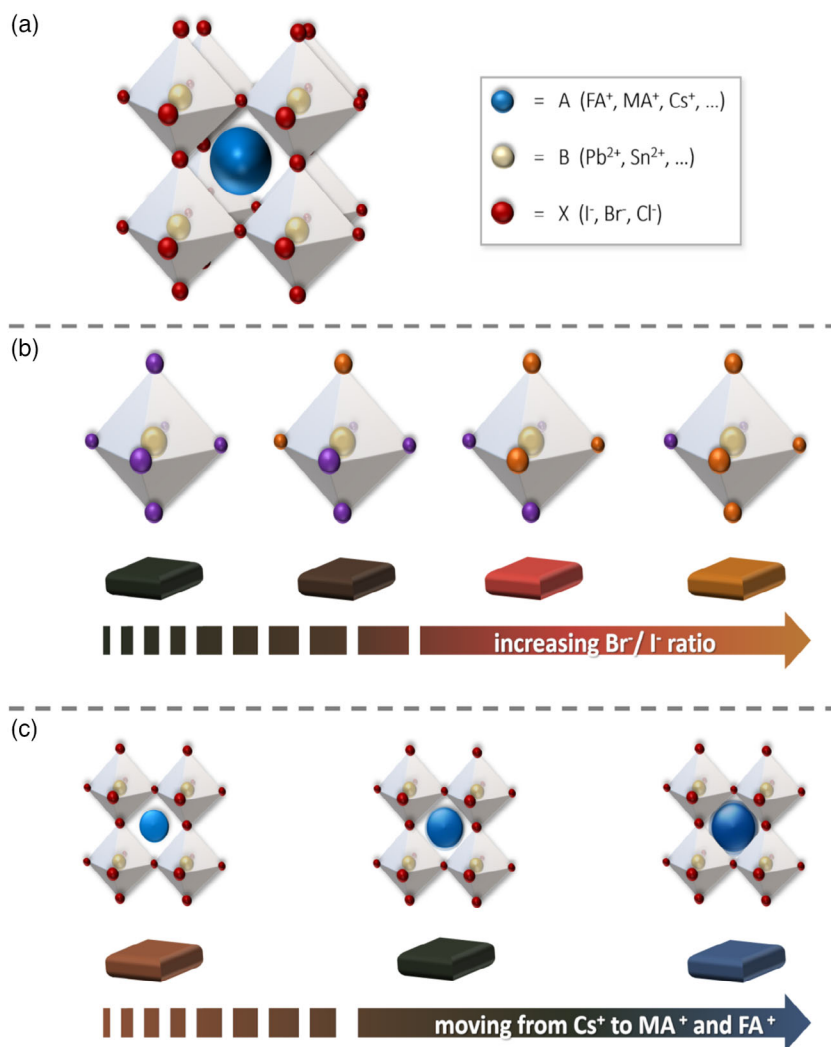 (a)
= A (FA⁺, MA⁺, Cs⁺, ...)
= B (Pb²⁺, Sn²⁺, ...)
= X (I⁻, Br⁻, Cl⁻)
(b)
increasing Br⁻/ I⁻ ratio
(c)
moving from Cs⁺ to MA⁺ and FA⁺